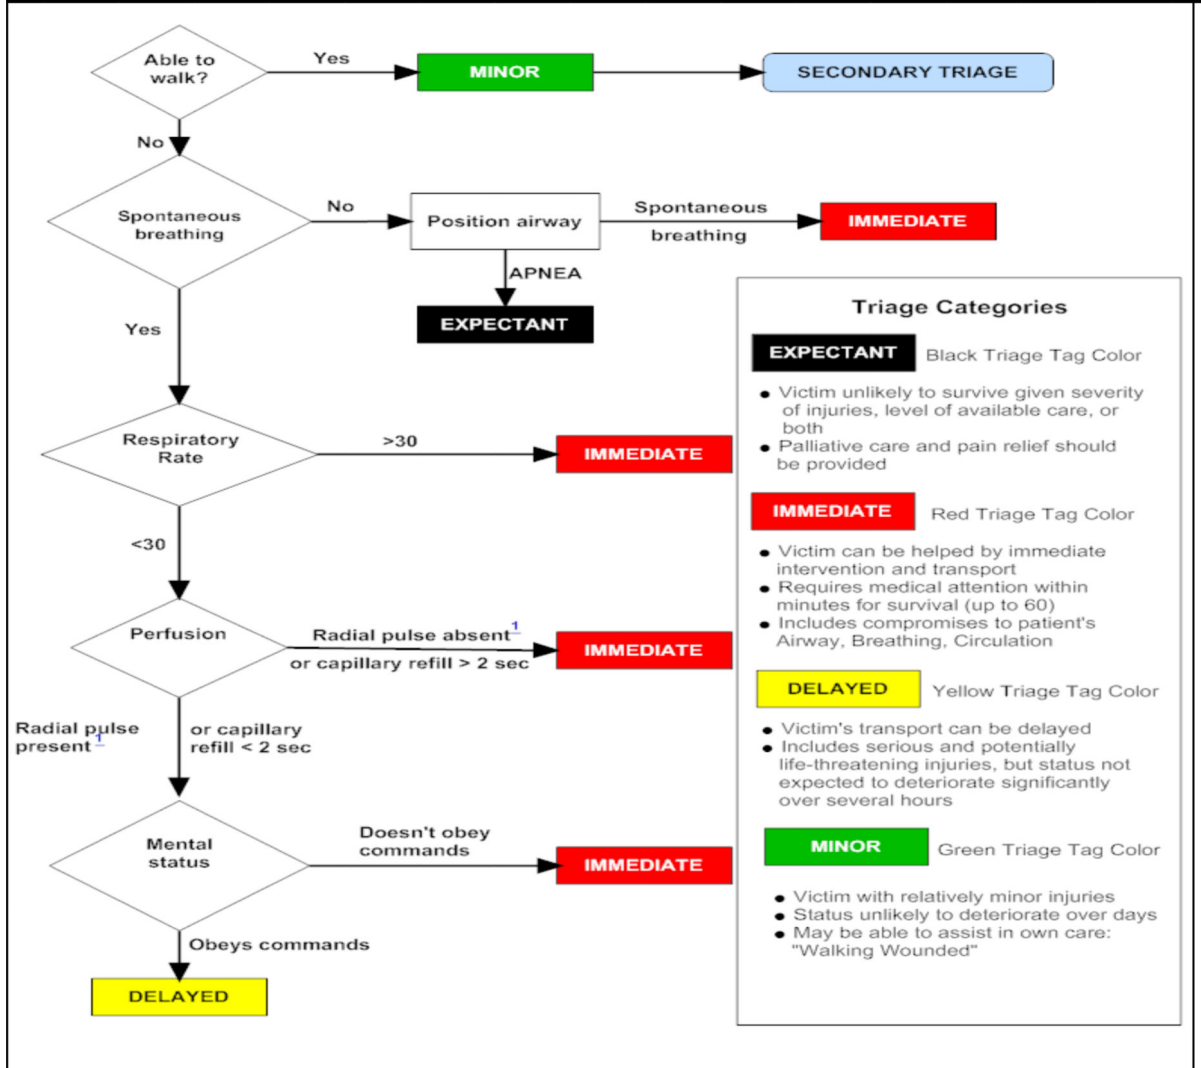 Able to
walk?
Yes
MINOR
SECONDARY TRIAGE
No
Spontaneous
breathing
No
Position airway
Spontaneous
breathing
IMMEDIATE
APNEA
EXPECTANT
Yes
Respiratory
Rate
>30
IMMEDIATE
<30
Perfusion
Radial pulse absent1
or capillary refill > 2 sec
IMMEDIATE
Radial pulse
present 1
or capillary
refill < 2 sec
Mental
status
Doesn't obey
commands
IMMEDIATE
Obeys commands
DELAYED
Triage Categories
EXPECTANT Black Triage Tag Color
● Victim unlikely to survive given severity
of injuries, level of available care, or
both
● Palliative care and pain relief should
be provided
IMMEDIATE Red Triage Tag Color
● Victim can be helped by immediate
intervention and transport
● Requires medical attention within
minutes for survival (up to 60)
● Includes compromises to patient's
Airway, Breathing, Circulation
DELAYED Yellow Triage Tag Color
● Victim's transport can be delayed
● Includes serious and potentially
life-threatening injuries, but status not
expected to deteriorate significantly
over several hours
MINOR Green Triage Tag Color
● Victim with relatively minor injuries
● Status unlikely to deteriorate over days
● May be able to assist in own care:
"Walking Wounded"